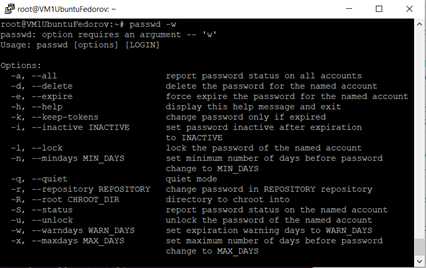 root@VM1UbuntuFedorov: ~
root@VM1UbuntuFedorov:~# passwd -w
passwd: option requires an argument -- 'w'
Usage: passwd [options] [LOGIN]
Options:
-a, --all report password status on all accounts
-d, --delete delete the password for the named account
-e, --expire force expire the password for the named account
-h, --help display this help message and exit
-k, --keep-tokens change password only if expired
-i, --inactive INACTIVE set password inactive after expiration
to INACTIVE
-l, --lock lock the password of the named account
-n, --mindays MIN_DAYS set minimum number of days before password
change to MIN_DAYS
-q, --quiet quiet mode
-r, --repository REPOSITORY change password in REPOSITORY repository
-R, --root CHROOT_DIR directory to chroot into
-S, --status report password status on the named account
-u, --unlock unlock the password of the named account
-w, --warndays WARN_DAYS set expiration warning days to WARN_DAYS
-x, --maxdays MAX_DAYS set maximum number of days before password
change to MAX_DAYS